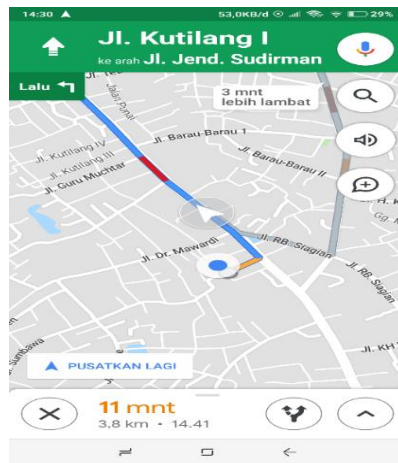 14:30
53,0KB/d
29%
Jl. Kutilang I
ke arah Jl. Jend. Sudirman
Lalu
3 mnt
lebih lambat
Jl. Barau-Barau 1
Jl. Barau-Barau II
Jl. Kutilang IV
Jl. Kutilang III
Jl. Guru Muchtar
Jl. Dr. Mawardi
Jl. RB. Siagian
Jl. RB. Siagian
Jl. KH
PUSATKAN LAGI
11 mnt
3,8 km • 14.41